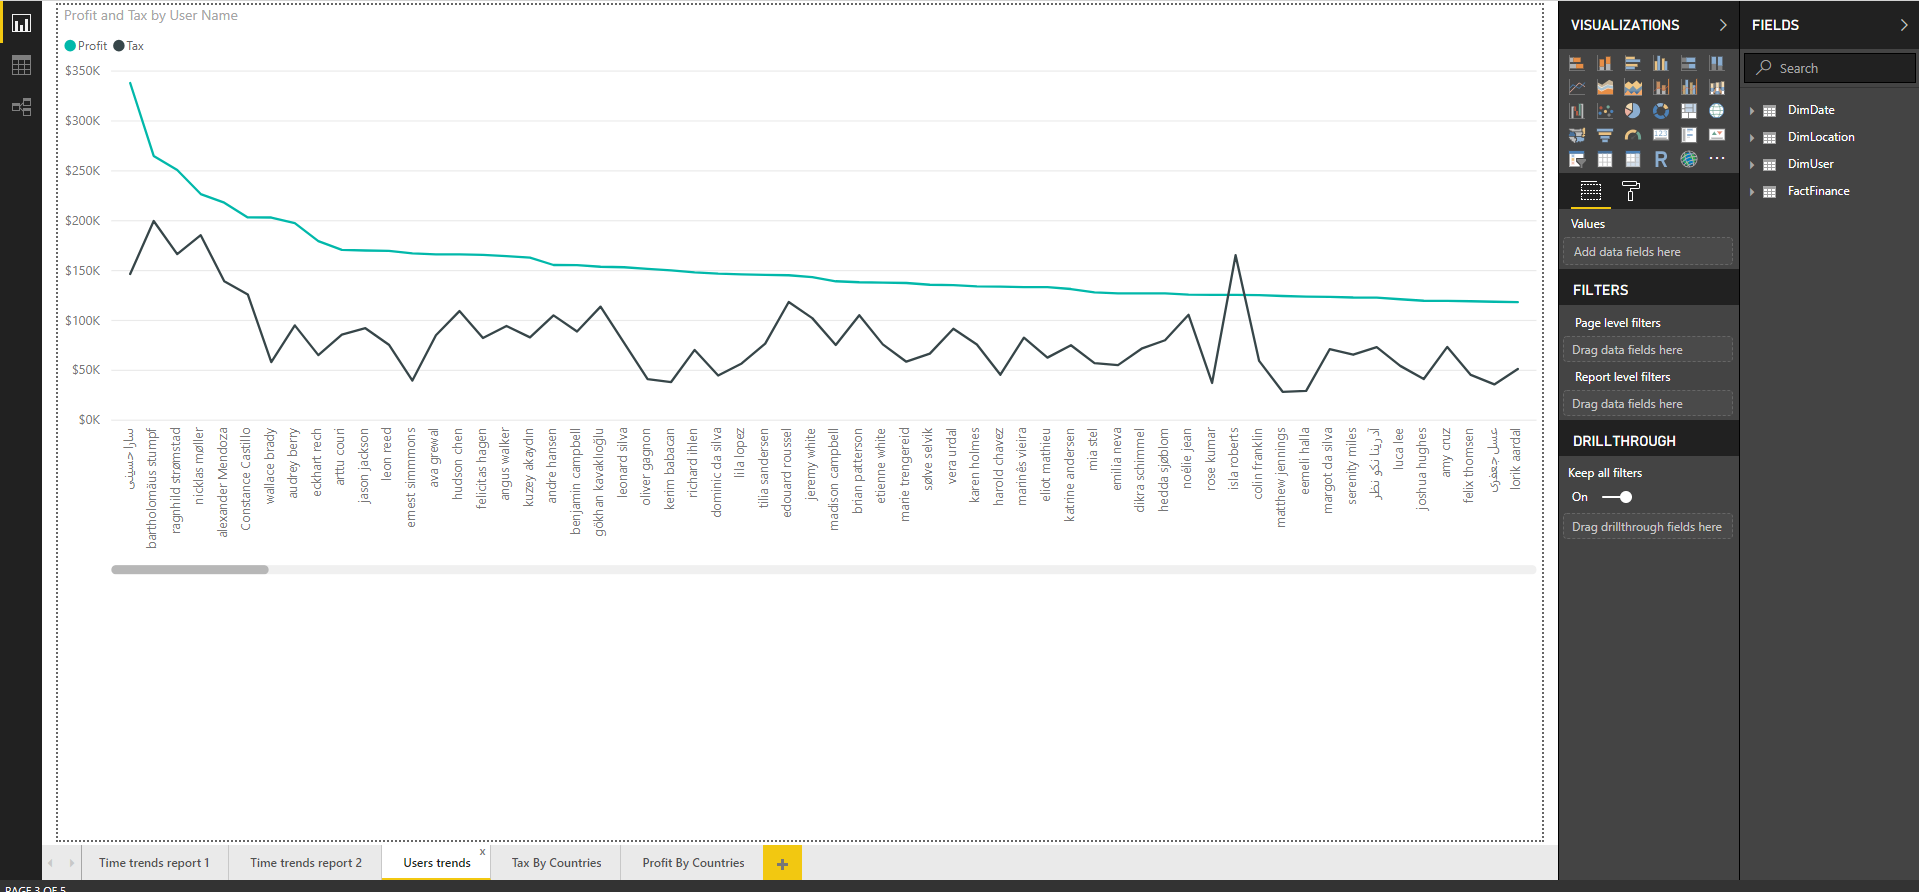 Profit and Tax by User Name
Profit Tax
$350K
$300K
$250K
$200K
$150K
$100K
$50K
$0K
سارا حسینی
bartholomäus stumpf
ragnhild strømstad
nicklas møller
alexander Mendoza
Constance Castillo
wallace brady
audrey berry
eckhart rech
arttu couri
jason jackson
leon reed
ernest simmmons
ava grewal
hudson chen
felicitas hagen
angus walker
kuzey akaydın
andre hansen
benjamin campbell
gökhan kavaklıoğlu
leonard silva
oliver gagnon
kerim babacan
richard ihlen
dominic da silva
lila lopez
tilia sandersen
edouard roussel
jeremy white
madison campbell
brian patterson
etienne white
marie trengereid
sølve selvik
vera urdal
karen holmes
harold chavez
mannês vieira
eliot mathieu
katrine andersen
mia stel
emilia neva
dikra schimmel
hedda sjøblom
noélie jean
rose kumar
isla roberts
colin franklin
matthew jennings
eemeli halla
margot da silva
serenity miles
آدرینا نكو نظر
luca lee
joshua hughes
amy cruz
felix thomsen
عسل جعفری
lorik aardal
Time trends report 1
Time trends report 2
Users trends
x
Tax By Countries
Profit By Countries
+
PAGE 3 OF 5
VISUALIZATIONS
R
Values
Add data fields here
FILTERS
Page level filters
Drag data fields here
Report level filters
Drag data fields here
DRILLTHROUGH
Keep all filters
On
Drag drillthrough fields here
FIELDS
Search
DimDate
DimLocation
DimUser
FactFinance